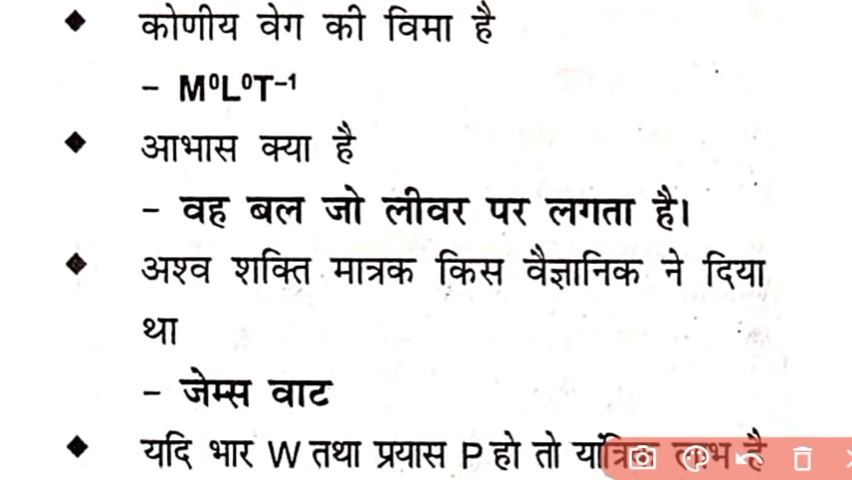 ◆ कोणीय वेग की विमा है
– M⁰L⁰T⁻¹
◆ आभास क्या है
– वह बल जो लीवर पर लगता है।
◆ अश्व शक्ति मात्रक किस वैज्ञानिक ने दिया
था
– जेम्स वाट
◆ यदि भार W तथा प्रयास P हो तो यांत्रिक लाभ है